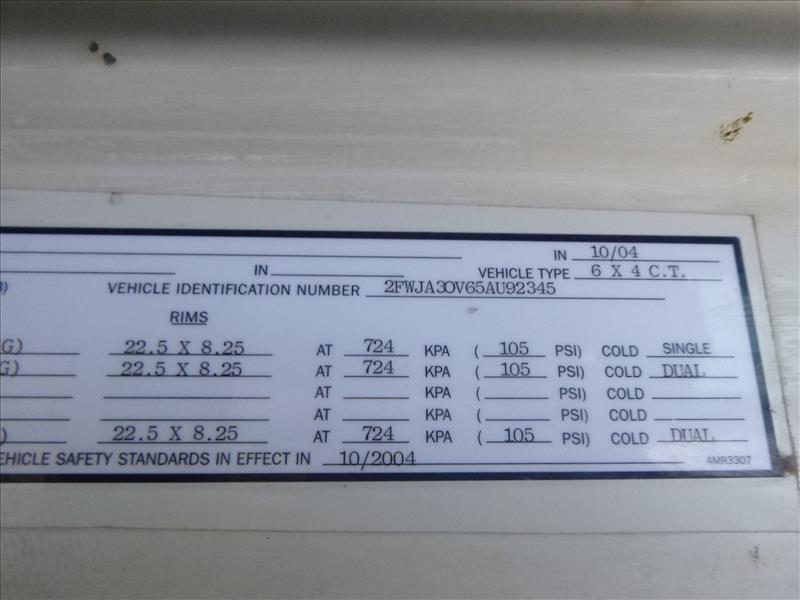 IN 10/04
IN VEHICLE TYPE 6 X 4 C.T.
VEHICLE IDENTIFICATION NUMBER 2FWJA3OV65AU92345
RIMS
G) 22.5 X 8.25 AT 724 KPA ( 105 PSI) COLD SINGLE
G) 22.5 X 8.25 AT 724 KPA ( 105 PSI) COLD DUAL
AT KPA ( PSI) COLD
AT KPA ( PSI) COLD
) 22.5 X 8.25 AT 724 KPA ( 105 PSI) COLD DUAL
EHICLE SAFETY STANDARDS IN EFFECT IN 10/2004 4MR3307